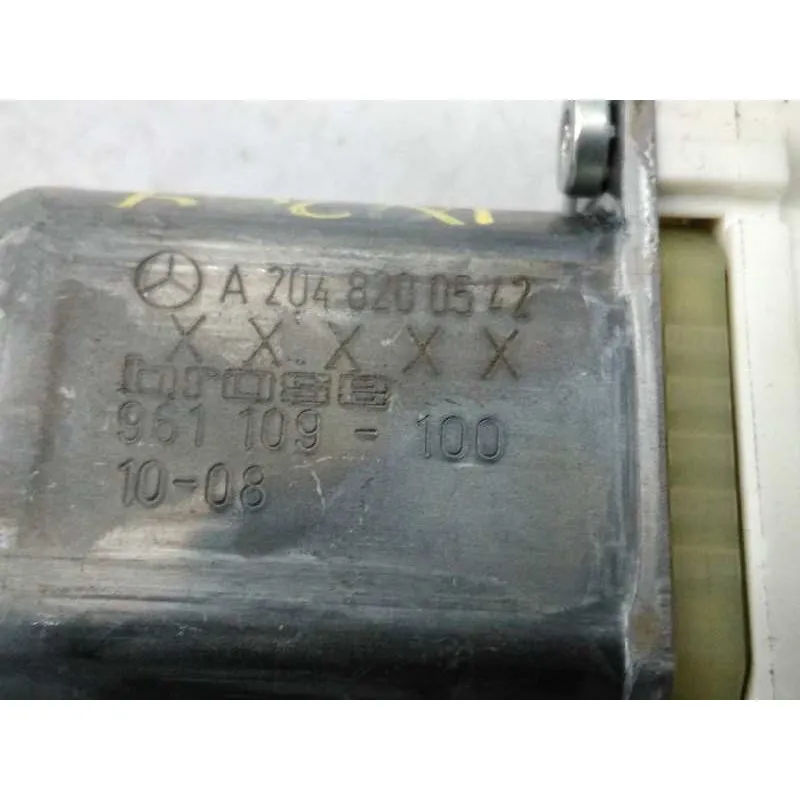 A 204 820 05 42
X X X X X
brose
961 109 - 100
10-08